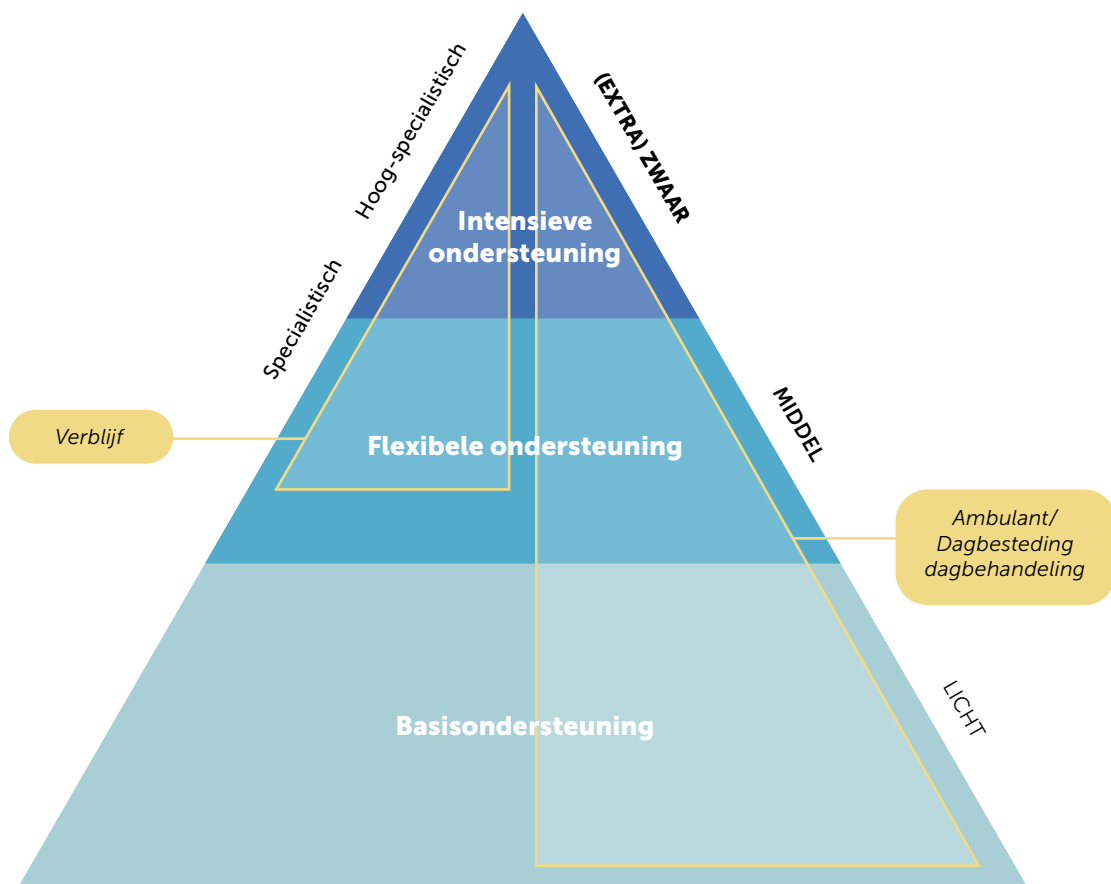 Hoog-specialistisch
(EXTRA) ZWAAR
Intensieve
ondersteuning
Specialistisch
MIDDEL
Verblijf
Flexibele ondersteuning
Ambulant/
Dagbesteding
dagbehandeling
LICHT
Basisondersteuning